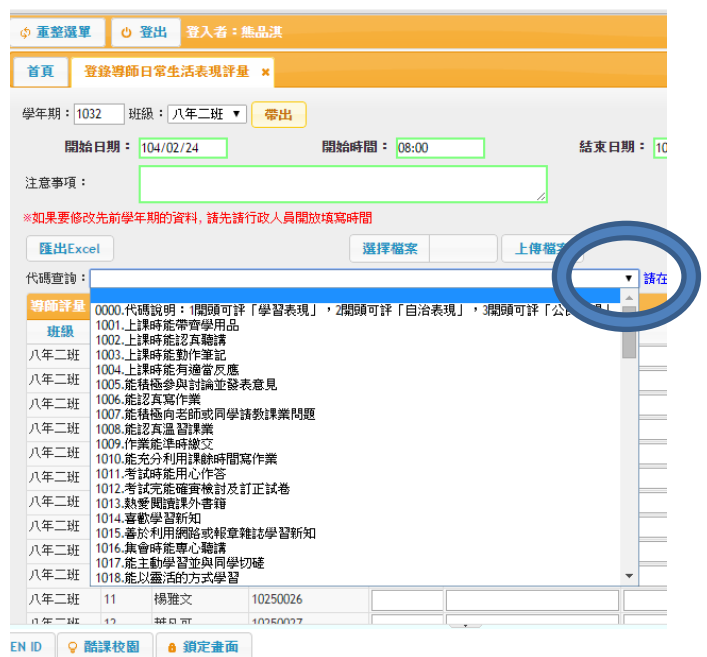 重整選單 登出 登入者：熊品淇
首頁 登錄導師日常生活表現評量 ×
學年期：1032 班級：八年二班 ▼ 帶出
開始日期： 104/02/24 開始時間： 08:00 結束日期： 10
注意事項：
※如果要修改先前學年期的資料, 請先請行政人員開放填寫時間
匯出Excel 選擇檔案 上傳檔案
代碼查詢： ▼ 請在
導師評量
班級
0000.代碼說明：1開頭可評「學習表現」，2開頭可評「自治表現」，3開頭可評「公
1001.上課時能帶齊學用品
1002.上課時能認真聽講
1003.上課時能勤作筆記
1004.上課時能有適當反應
1005.能積極參與討論並發表意見
1006.能認真寫作業
1007.能積極向老師或同學請教課業問題
1008.能認真溫習課業
1009.作業能準時繳交
1010.能充分利用課餘時間寫作業
1011.考試時能用心作答
1012.考試完能確實檢討及訂正試卷
1013.熱愛閱讀課外書籍
1014.喜歡學習新知
1015.善於利用網路或報章雜誌學習新知
1016.集會時能專心聽講
1017.能主動學習並與同學切磋
1018.能以靈活的方式學習
八年二班
八年二班
八年二班
八年二班
八年二班
八年二班
八年二班
八年二班
八年二班
八年二班
八年二班 11 楊雅文 10250026
八年二班 12 10250027
EN ID 酷課校園 鎖定畫面